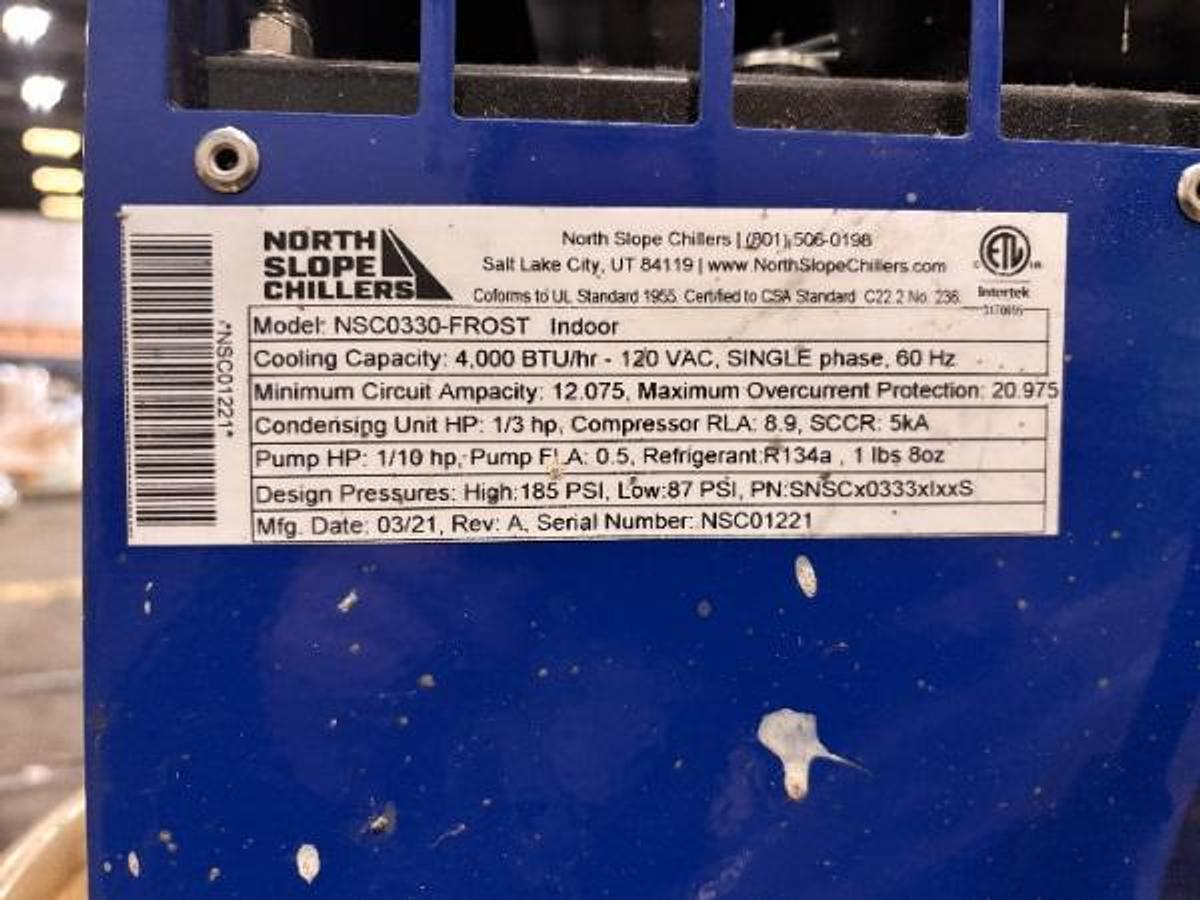 NORTH
SLOPE
CHILLERS
North Slope Chillers | (801) 506-0198
Salt Lake City, UT 84119 | www.NorthSlopeChillers.com
Coforms to UL Standard 1955. Certified to CSA Standard C22.2 No. 236.
ETL
C US
Intertek
*NSC01221*
Model: NSC0330-FROST Indoor
Cooling Capacity: 4,000 BTU/hr - 120 VAC, SINGLE phase, 60 Hz
Minimum Circuit Ampacity: 12.075, Maximum Overcurrent Protection: 20.975
Condensing Unit HP: 1/3 hp, Compressor RLA: 8.9, SCCR: 5kA
Pump HP: 1/10 hp, Pump FLA: 0.5, Refrigerant:R134a , 1 lbs 8oz
Design Pressures: High:185 PSI, Low:87 PSI, PN:SNSCx0333xIxxS
Mfg. Date: 03/21, Rev: A, Serial Number: NSC01221